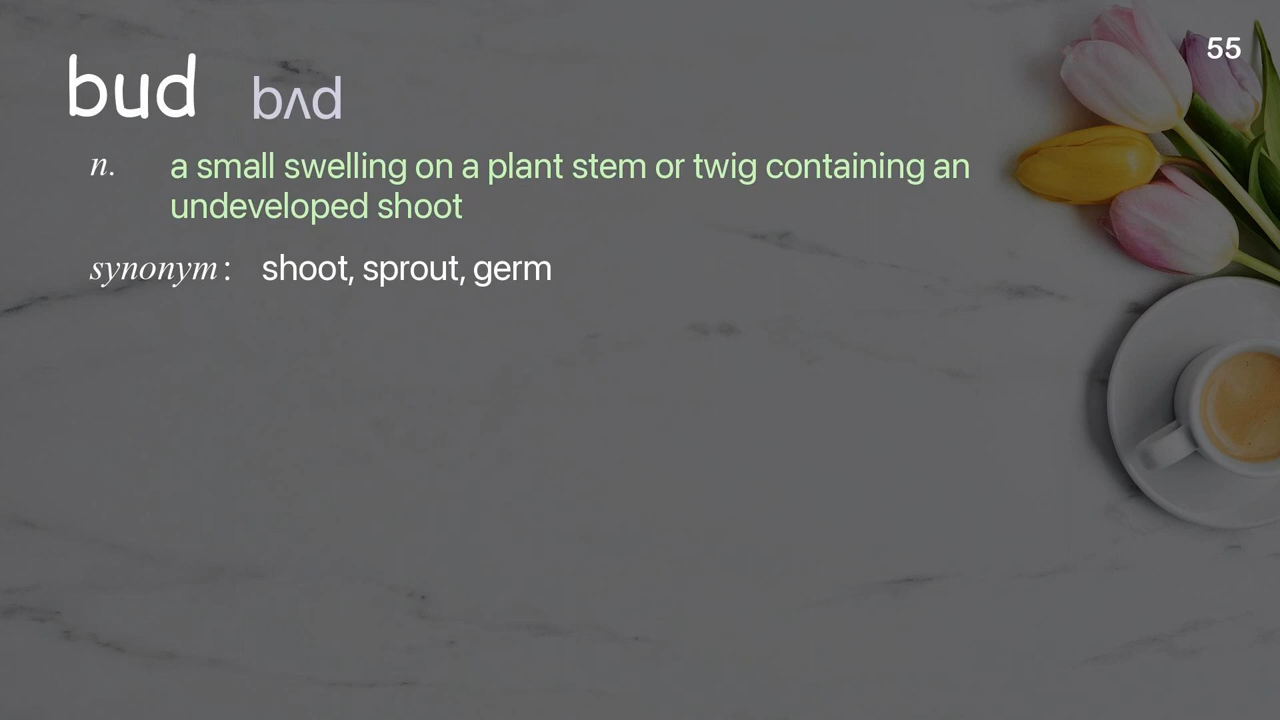 55
bud bʌd
n. a small swelling on a plant stem or twig containing an
undeveloped shoot
synonym: shoot, sprout, germ